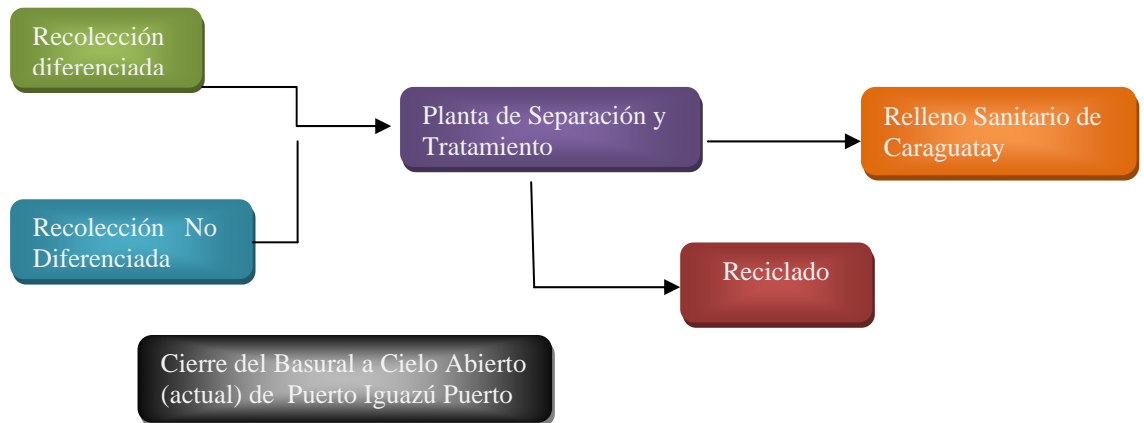 Recolección
diferenciada
Planta de Separación y
Tratamiento
Relleno Sanitario de
Caraguatay
Recolección No
Diferenciada
Reciclado
Cierre del Basural a Cielo Abierto
(actual) de Puerto Iguazú Puerto